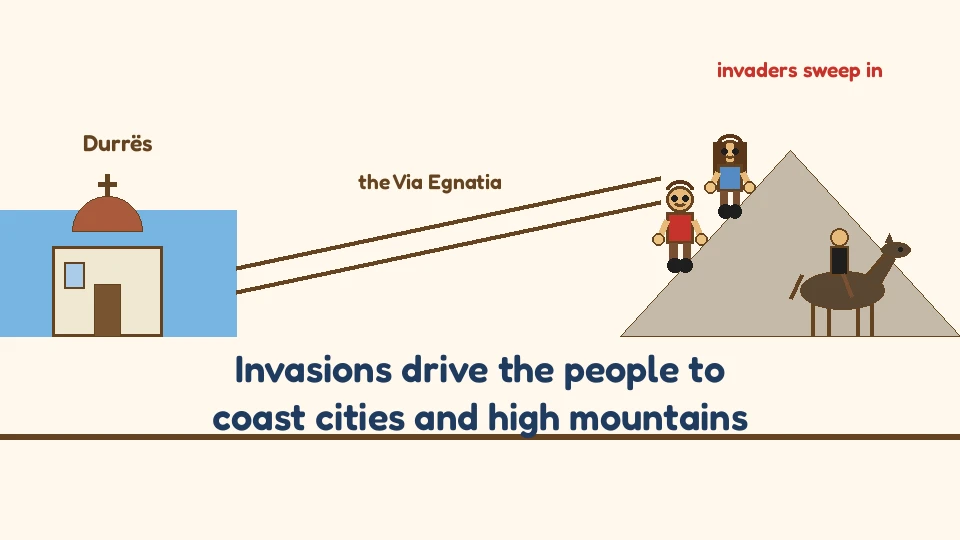 invaders sweep in
Durrës
the Via Egnatia
Invasions drive the people to
coast cities and high mountains